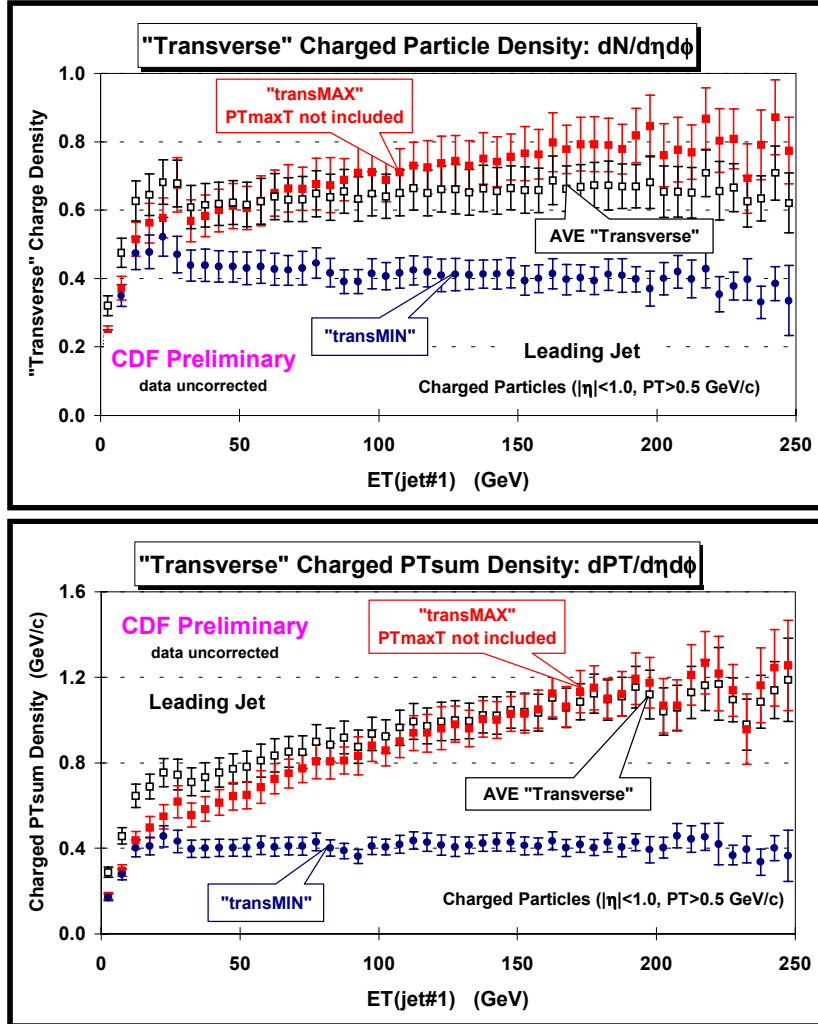 "Transverse" Charged Particle Density: dN/dηdϕ
1.0
0.8
0.6
0.4
0.2
0.0
"Transverse" Charge Density
"transMAX"
PTmaxT not included
AVE "Transverse"
"transMIN"
CDF Preliminary
data uncorrected
Leading Jet
Charged Particles (|η|<1.0, PT>0.5 GeV/c)
0 50 100 150 200 250
ET(jet#1) (GeV)
"Transverse" Charged PTsum Density: dPT/dηdϕ
1.6
1.2
0.8
0.4
0.0
Charged PTsum Density (GeV/c)
CDF Preliminary
data uncorrected
"transMAX"
PTmaxT not included
Leading Jet
AVE "Transverse"
"transMIN"
Charged Particles (|η|<1.0, PT>0.5 GeV/c)
0 50 100 150 200 250
ET(jet#1) (GeV)